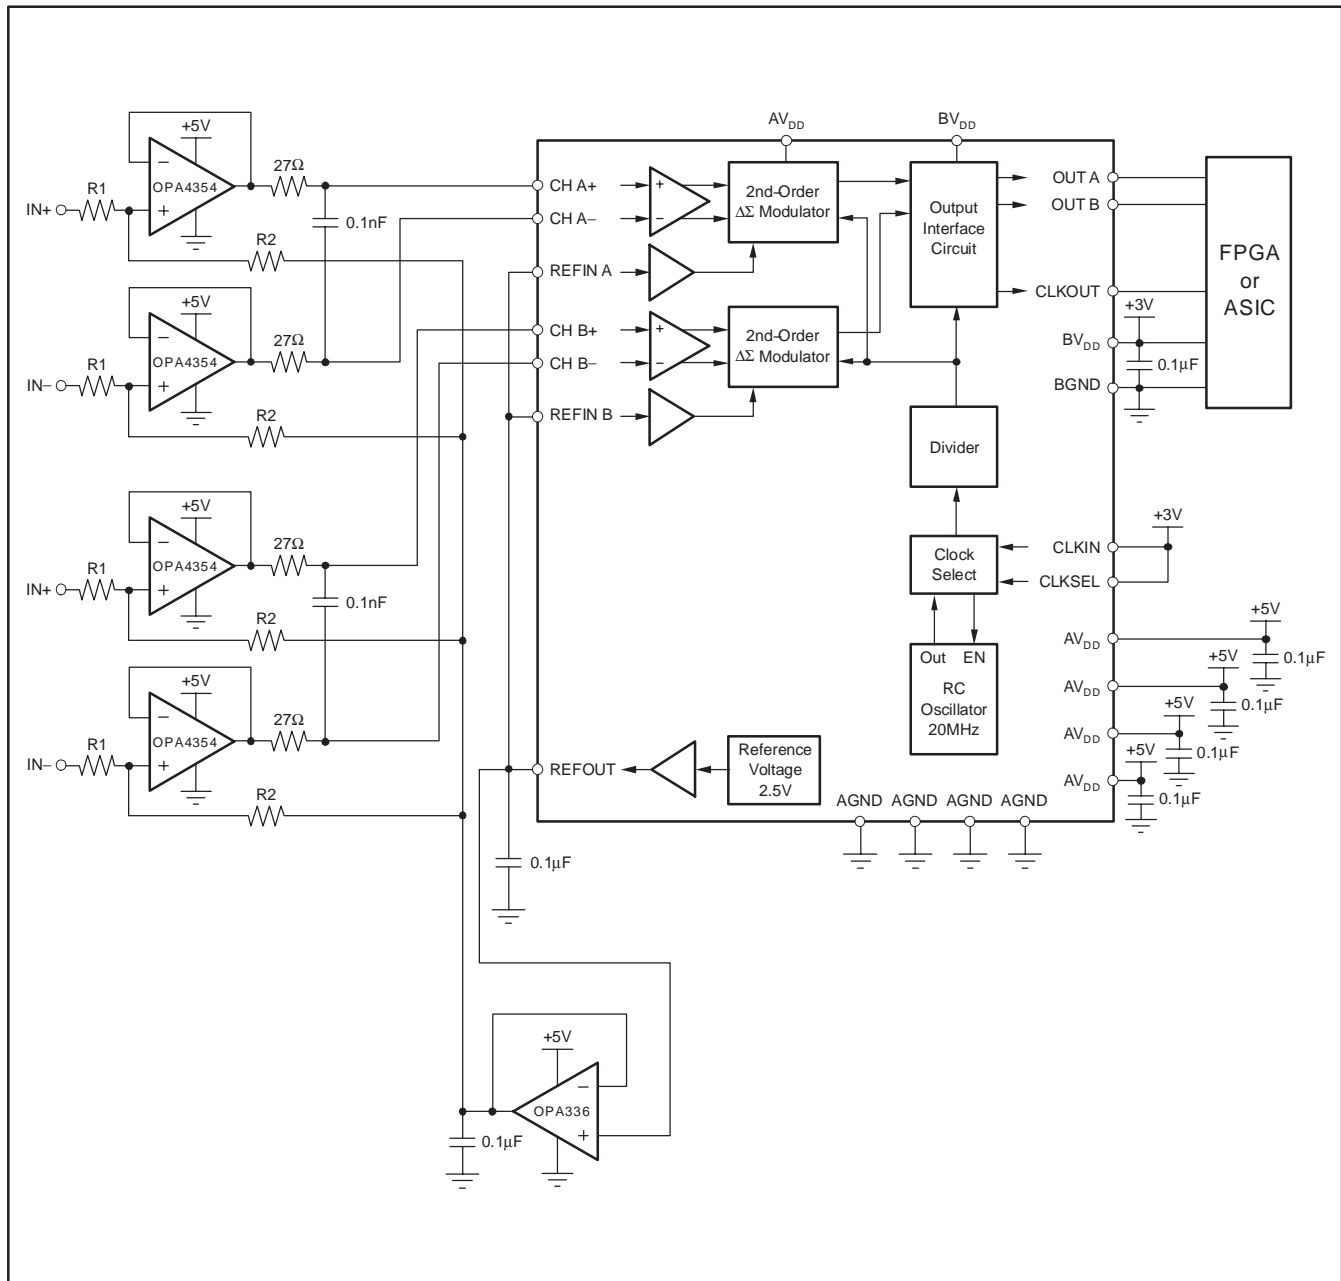 +5V
−
OPA4354
+
27Ω
R1
IN+
0.1nF
R2
+5V
−
OPA4354
+
27Ω
R1
IN−
R2
+5V
−
OPA4354
+
27Ω
R1
IN+
0.1nF
R2
+5V
−
OPA4354
+
27Ω
R1
IN−
R2
AVDD
BVDD
CH A+
CH A−
REFIN A
CH B+
CH B−
REFIN B
REFOUT
+
−
2nd-Order
ΔΣ Modulator
+
−
2nd-Order
ΔΣ Modulator
Output
Interface
Circuit
Divider
Clock
Select
Out EN
RC
Oscillator
20MHz
Reference
Voltage
2.5V
OUT A
OUT B
CLKOUT
BVDD
BGND
+3V
0.1μF
FPGA
or
ASIC
CLKIN
CLKSEL
+3V
AVDD
+5V
0.1μF
AVDD
+5V
0.1μF
AVDD
+5V
0.1μF
AVDD
+5V
0.1μF
AGND AGND AGND AGND
0.1μF
+5V
−
OPA336
+
0.1μF